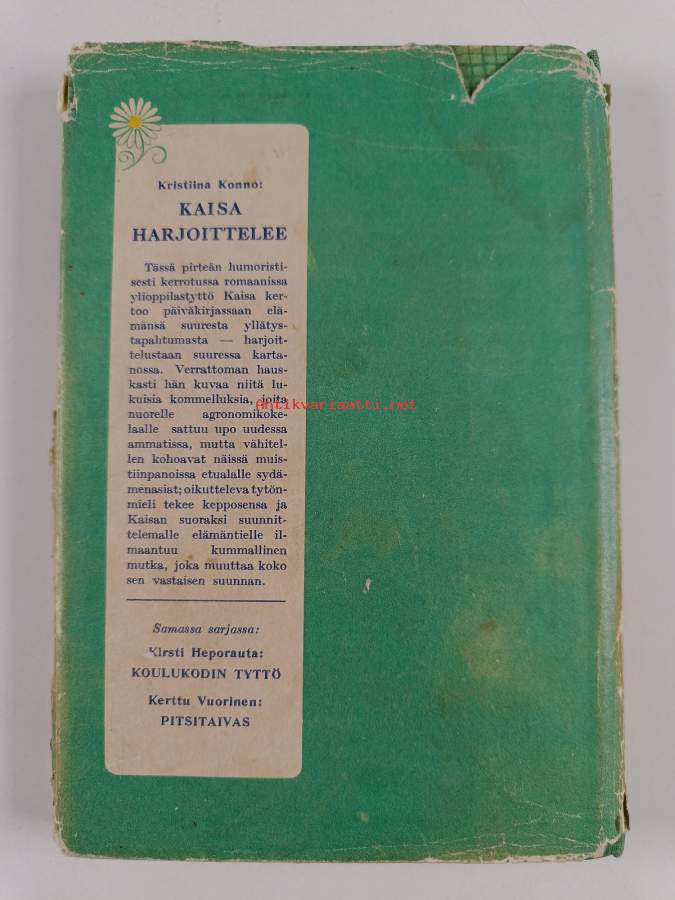 Kristiina Konno:
KAISA
HARJOITTELEE
Tässä pirteän humoristi-
sesti kerrotussa romaanissa
ylioppilastyttö Kaisa ker-
too päiväkirjassaan elä-
mänsä suuresta yllätys-
tapahtumasta — harjoit-
telustaan suuressa karta-
nossa. Verrattoman haus-
kasti hän kuvaa niitä lu-
kuisia kommelluksia, joita
Antikvariaatti.net
nuorelle agronomikoke-
laalle sattuu upo uudessa
ammatissa, mutta vähitel-
len kohoavat näissä muis-
tiinpanoissa etualalle sydä-
menasiat; oikutteleva tytön-
mieli tekee kepposensa ja
Kaisan suoraksi suunnit-
telemalle elämäntielle il-
maantuu kummallinen
mutka, joka muuttaa koko
sen vastaisen suunnan.
Samassa sarjassa:
Kirsti Heporauta:
KOULUKODIN TYTTÖ
Kerttu Vuorinen:
PITSITAIVAS